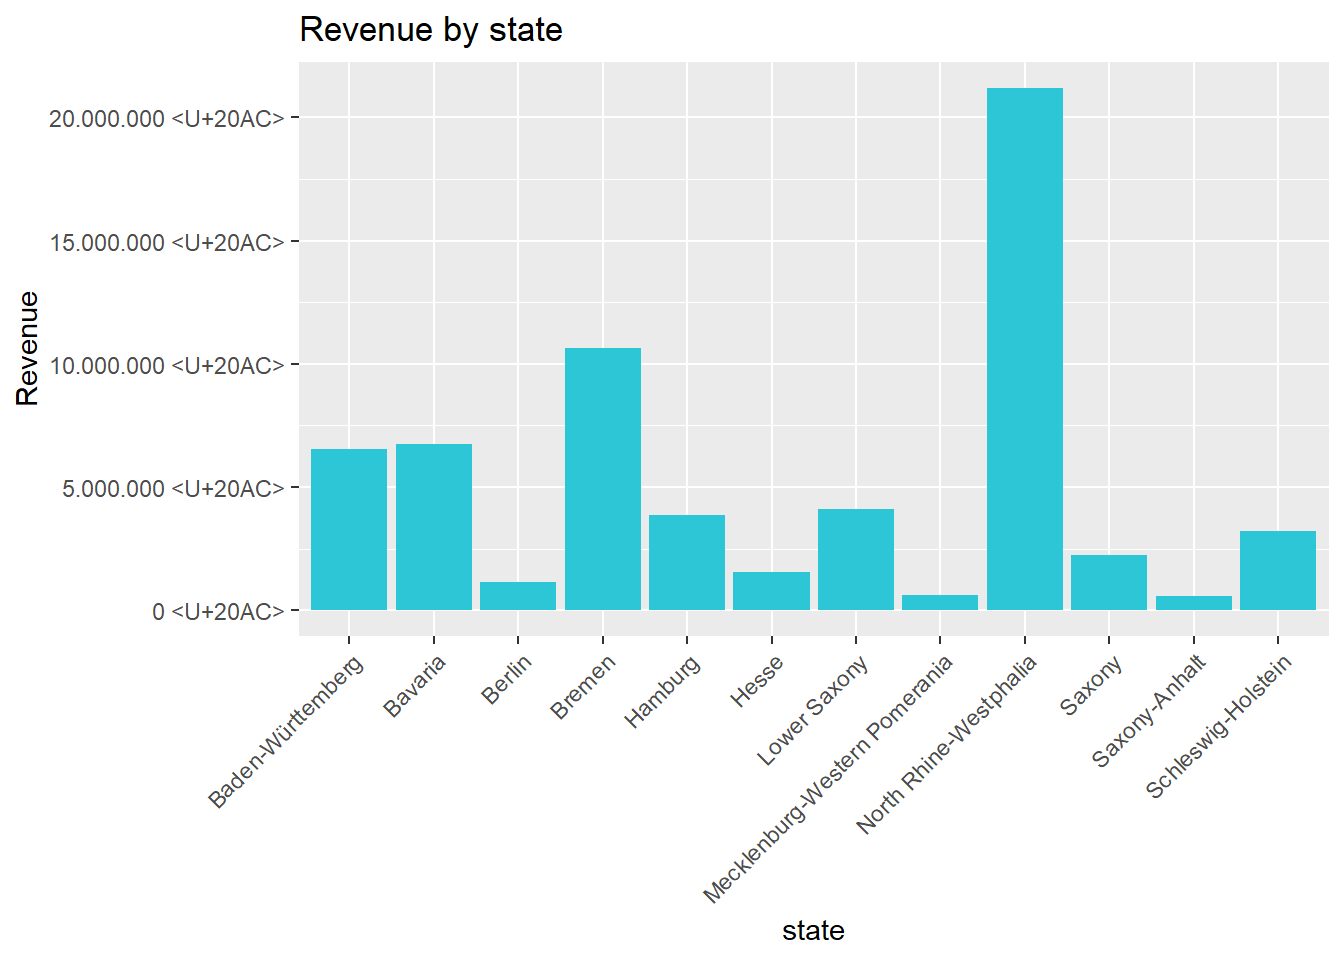 Revenue by state
Revenue
20.000.000 <U+20AC>
15.000.000 <U+20AC>
10.000.000 <U+20AC>
5.000.000 <U+20AC>
0 <U+20AC>
Baden-Württemberg
Bavaria
Berlin
Bremen
Hamburg
Hesse
Lower Saxony
Mecklenburg-Western Pomerania
North Rhine-Westphalia
Saxony
Saxony-Anhalt
Schleswig-Holstein
state